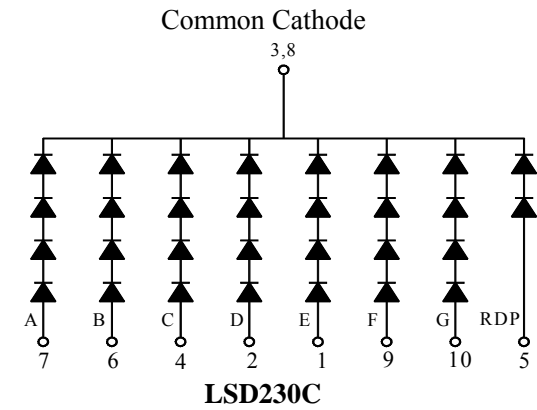 Common Cathode
3,8
A B C D E F G RDP
7 6 4 2 1 9 10 5
LSD230C